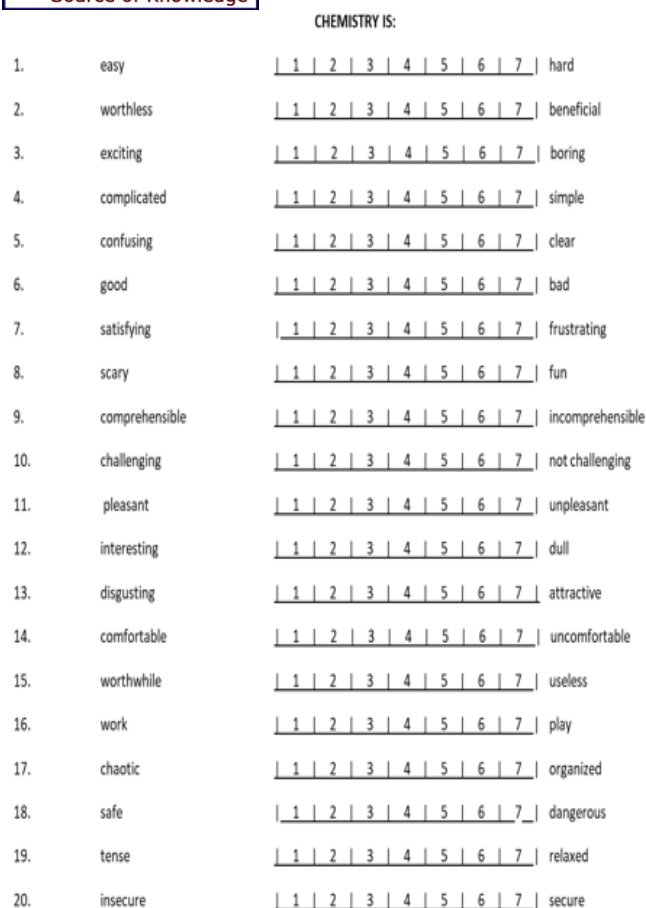 Source of Knowledge
CHEMISTRY IS:
1. easy | 1 | 2 | 3 | 4 | 5 | 6 | 7 | hard
2. worthless | 1 | 2 | 3 | 4 | 5 | 6 | 7 | beneficial
3. exciting | 1 | 2 | 3 | 4 | 5 | 6 | 7 | boring
4. complicated | 1 | 2 | 3 | 4 | 5 | 6 | 7 | simple
5. confusing | 1 | 2 | 3 | 4 | 5 | 6 | 7 | clear
6. good | 1 | 2 | 3 | 4 | 5 | 6 | 7 | bad
7. satisfying | 1 | 2 | 3 | 4 | 5 | 6 | 7 | frustrating
8. scary | 1 | 2 | 3 | 4 | 5 | 6 | 7 | fun
9. comprehensible | 1 | 2 | 3 | 4 | 5 | 6 | 7 | incomprehensible
10. challenging | 1 | 2 | 3 | 4 | 5 | 6 | 7 | not challenging
11. pleasant | 1 | 2 | 3 | 4 | 5 | 6 | 7 | unpleasant
12. interesting | 1 | 2 | 3 | 4 | 5 | 6 | 7 | dull
13. disgusting | 1 | 2 | 3 | 4 | 5 | 6 | 7 | attractive
14. comfortable | 1 | 2 | 3 | 4 | 5 | 6 | 7 | uncomfortable
15. worthwhile | 1 | 2 | 3 | 4 | 5 | 6 | 7 | useless
16. work | 1 | 2 | 3 | 4 | 5 | 6 | 7 | play
17. chaotic | 1 | 2 | 3 | 4 | 5 | 6 | 7 | organized
18. safe | 1 | 2 | 3 | 4 | 5 | 6 | 7 | dangerous
19. tense | 1 | 2 | 3 | 4 | 5 | 6 | 7 | relaxed
20. insecure | 1 | 2 | 3 | 4 | 5 | 6 | 7 | secure